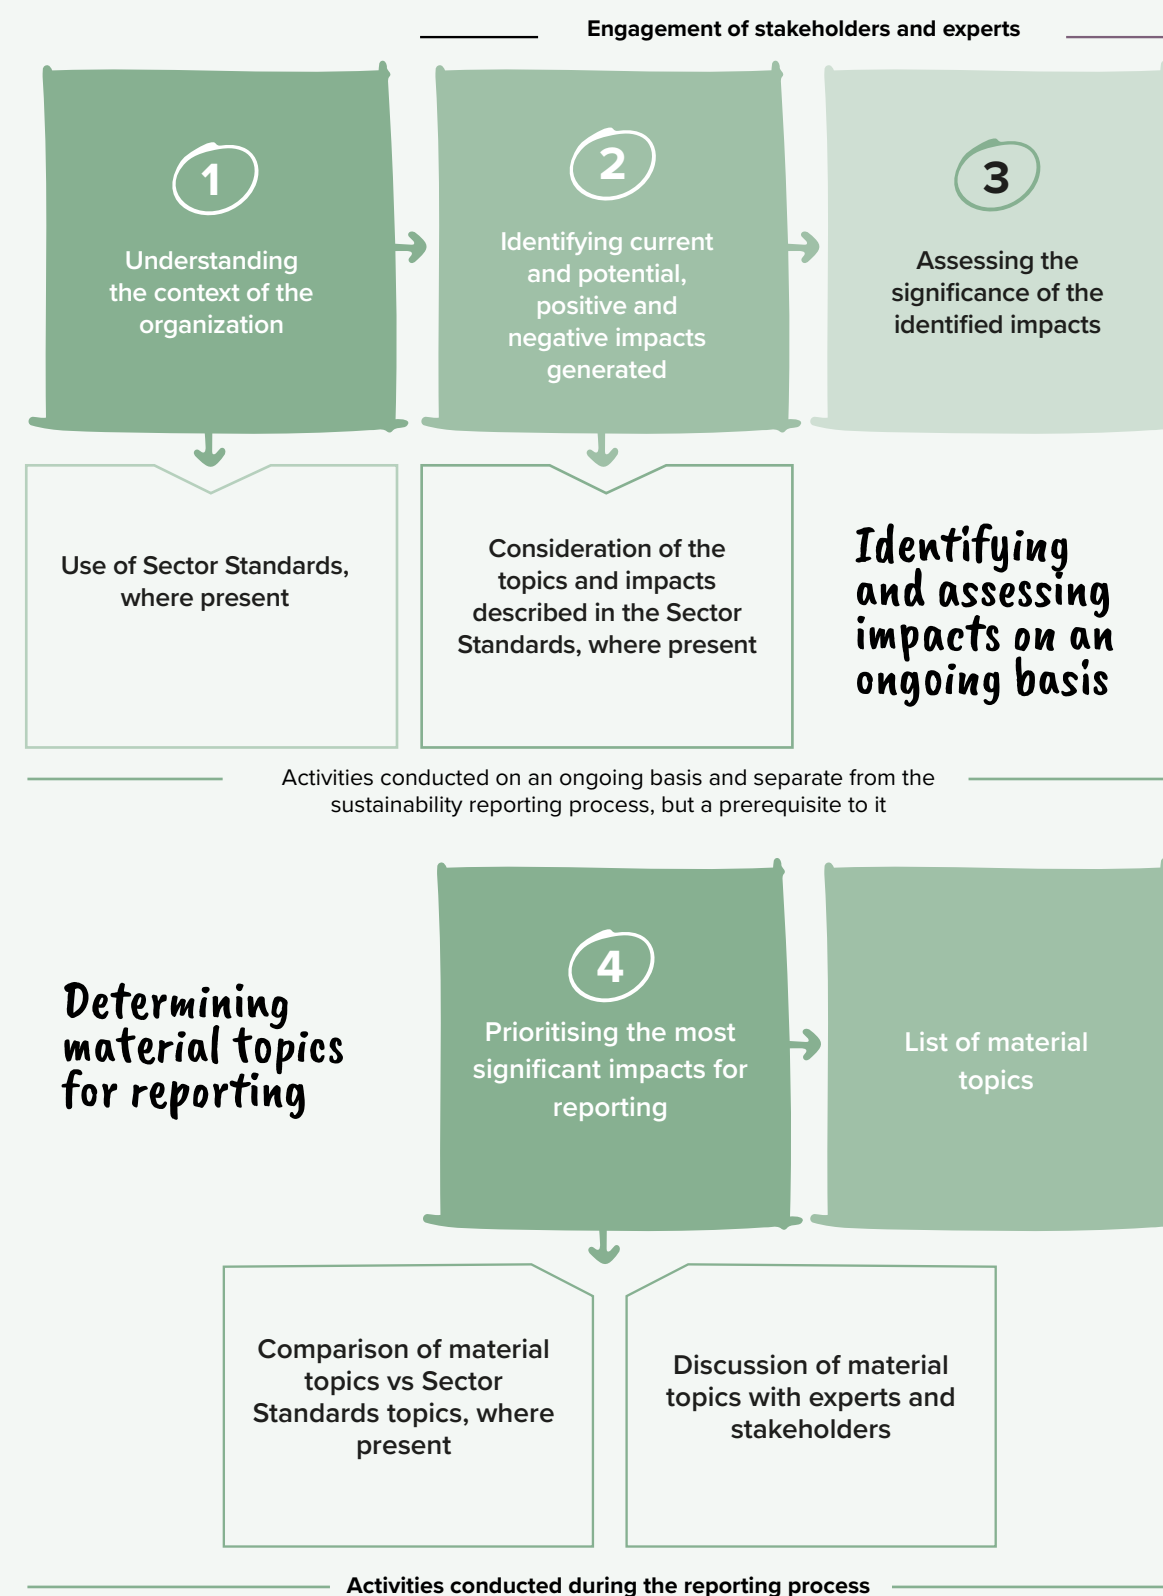 Engagement of stakeholders and experts
1
Understanding
the context of the
organization
2
Identifying current
and potential,
positive and
negative impacts
generated
3
Assessing the
significance of the
identified impacts
Use of Sector Standards,
where present
Consideration of the
topics and impacts
described in the Sector
Standards, where present
Identifying
and assessing
impacts on an
ongoing basis
Activities conducted on an ongoing basis and separate from the
sustainability reporting process, but a prerequisite to it
Determining
material topics
for reporting
4
Prioritising the most
significant impacts for
reporting
List of material
topics
Comparison of material
topics vs Sector
Standards topics, where
present
Discussion of material
topics with experts and
stakeholders
Activities conducted during the reporting process